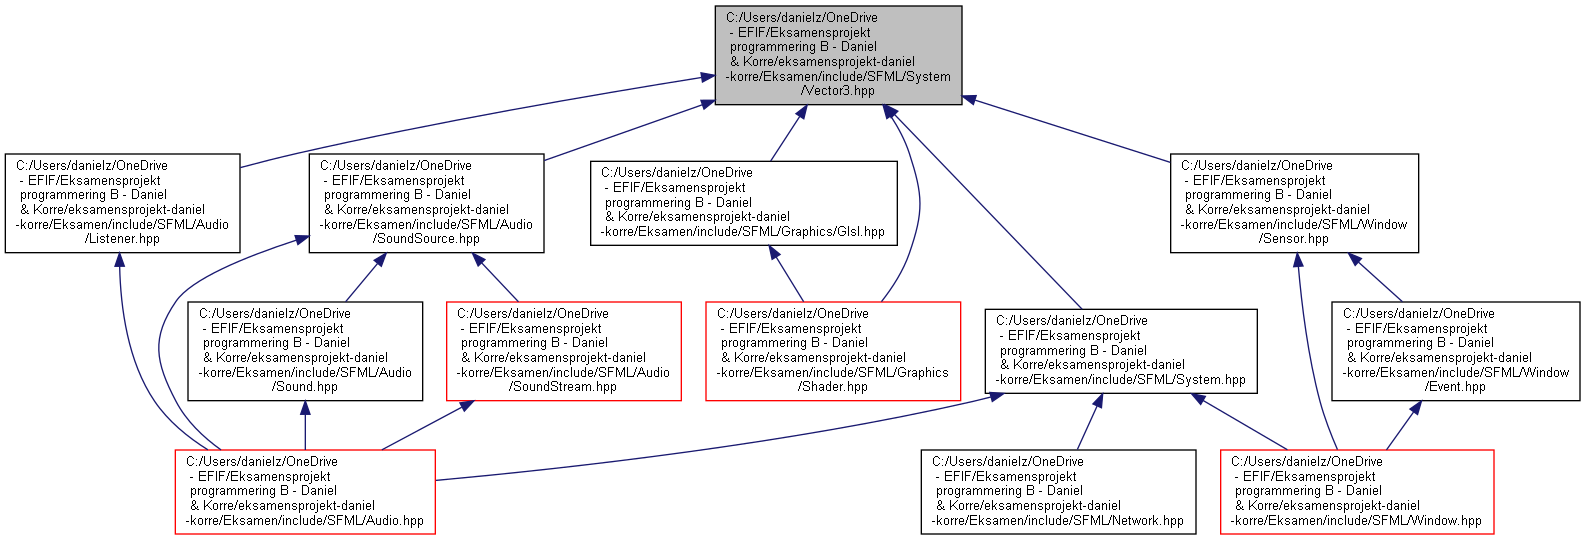 C:/Users/danielz/OneDrive
- EFIF/Eksamensprojekt
programmering B - Daniel
& Korre/eksamensprojekt-daniel
-korre/Eksamen/include/SFML/System
/Vector3.hpp
C:/Users/danielz/OneDrive
- EFIF/Eksamensprojekt
programmering B - Daniel
& Korre/eksamensprojekt-daniel
-korre/Eksamen/include/SFML/Audio
/Listener.hpp
C:/Users/danielz/OneDrive
- EFIF/Eksamensprojekt
programmering B - Daniel
& Korre/eksamensprojekt-daniel
-korre/Eksamen/include/SFML/Audio
/SoundSource.hpp
C:/Users/danielz/OneDrive
- EFIF/Eksamensprojekt
programmering B - Daniel
& Korre/eksamensprojekt-daniel
-korre/Eksamen/include/SFML/Graphics/Glsl.hpp
C:/Users/danielz/OneDrive
- EFIF/Eksamensprojekt
programmering B - Daniel
& Korre/eksamensprojekt-daniel
-korre/Eksamen/include/SFML/Window
/Sensor.hpp
C:/Users/danielz/OneDrive
- EFIF/Eksamensprojekt
programmering B - Daniel
& Korre/eksamensprojekt-daniel
-korre/Eksamen/include/SFML/Audio
/Sound.hpp
C:/Users/danielz/OneDrive
- EFIF/Eksamensprojekt
programmering B - Daniel
& Korre/eksamensprojekt-daniel
-korre/Eksamen/include/SFML/Audio
/SoundStream.hpp
C:/Users/danielz/OneDrive
- EFIF/Eksamensprojekt
programmering B - Daniel
& Korre/eksamensprojekt-daniel
-korre/Eksamen/include/SFML/Graphics
/Shader.hpp
C:/Users/danielz/OneDrive
- EFIF/Eksamensprojekt
programmering B - Daniel
& Korre/eksamensprojekt-daniel
-korre/Eksamen/include/SFML/System.hpp
C:/Users/danielz/OneDrive
- EFIF/Eksamensprojekt
programmering B - Daniel
& Korre/eksamensprojekt-daniel
-korre/Eksamen/include/SFML/Window
/Event.hpp
C:/Users/danielz/OneDrive
- EFIF/Eksamensprojekt
programmering B - Daniel
& Korre/eksamensprojekt-daniel
-korre/Eksamen/include/SFML/Audio.hpp
C:/Users/danielz/OneDrive
- EFIF/Eksamensprojekt
programmering B - Daniel
& Korre/eksamensprojekt-daniel
-korre/Eksamen/include/SFML/Network.hpp
C:/Users/danielz/OneDrive
- EFIF/Eksamensprojekt
programmering B - Daniel
& Korre/eksamensprojekt-daniel
-korre/Eksamen/include/SFML/Window.hpp